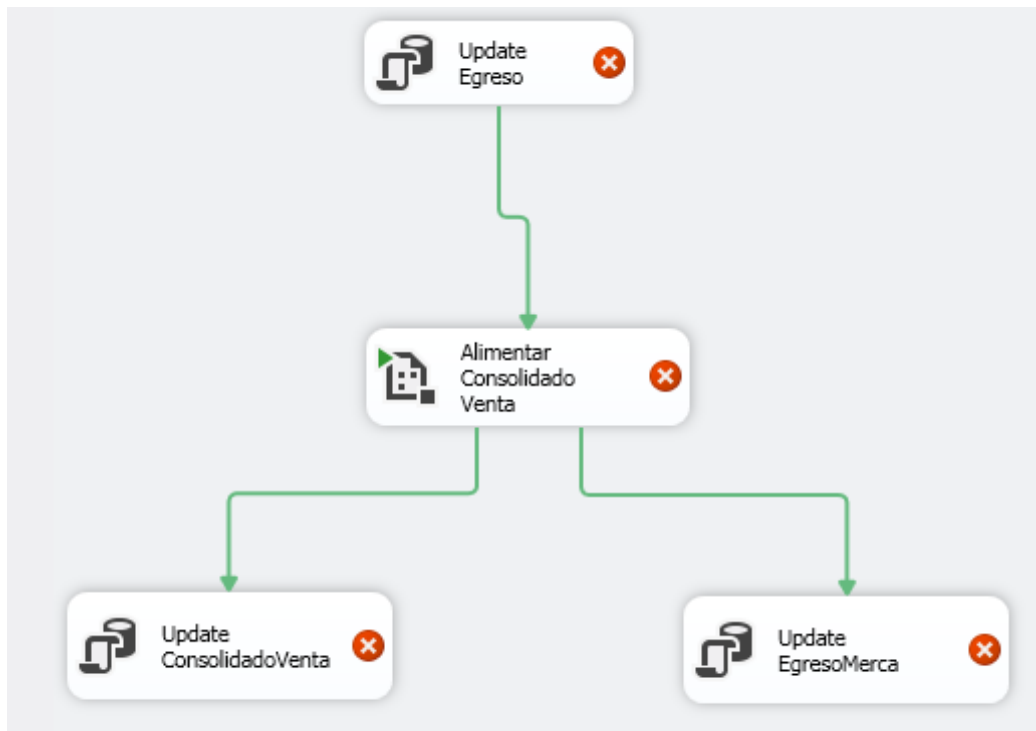 Update
Egreso
Alimentar
Consolidado
Venta
Update
ConsolidadoVenta
Update
EgresoMerca